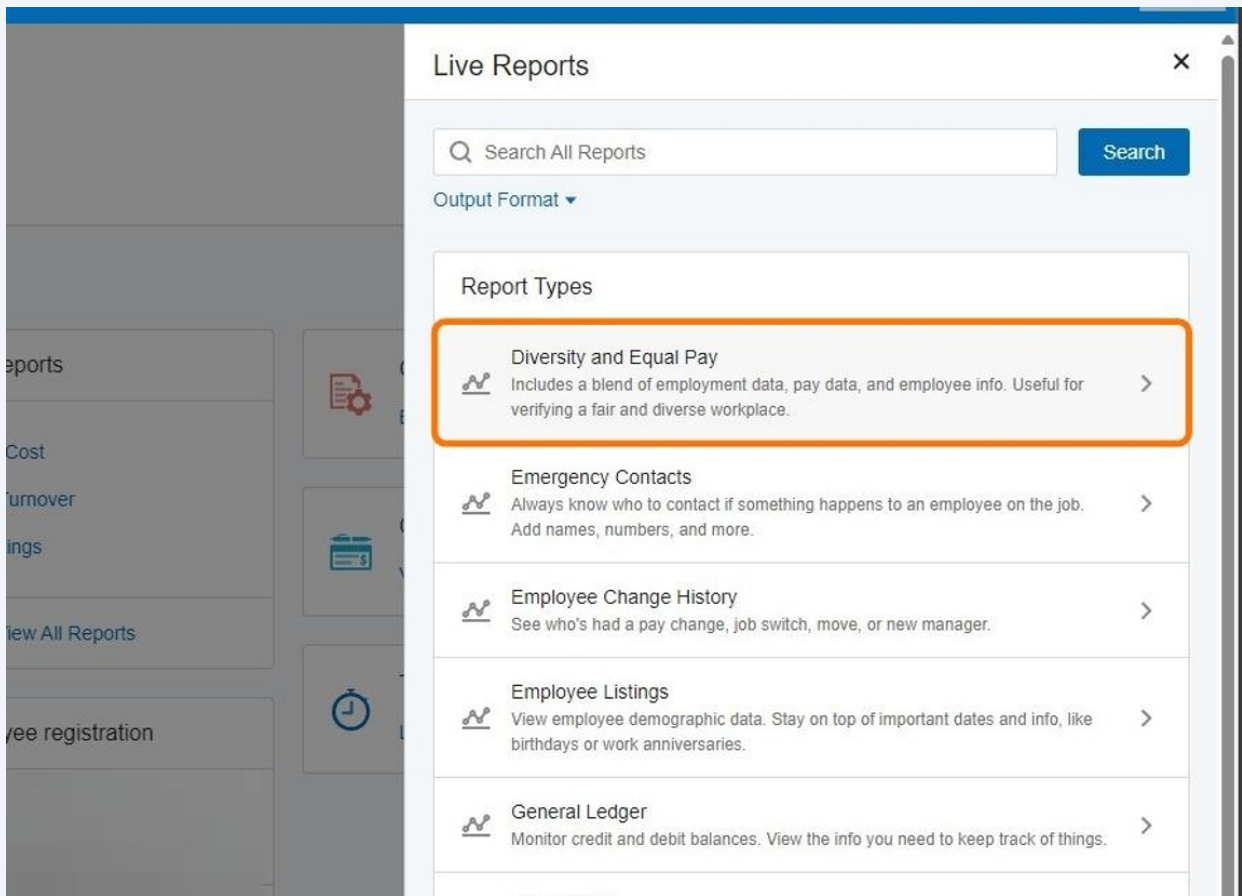 Live Reports
Search All Reports
Search
Output Format
Report Types
Diversity and Equal Pay
Includes a blend of employment data, pay data, and employee info. Useful for
verifying a fair and diverse workplace.
Emergency Contacts
Always know who to contact if something happens to an employee on the job.
Add names, numbers, and more.
Employee Change History
See who's had a pay change, job switch, move, or new manager.
Employee Listings
View employee demographic data. Stay on top of important dates and info, like
birthdays or work anniversaries.
General Ledger
Monitor credit and debit balances. View the info you need to keep track of things.
eports
Cost
urnover
ings
iew All Reports
yee registration